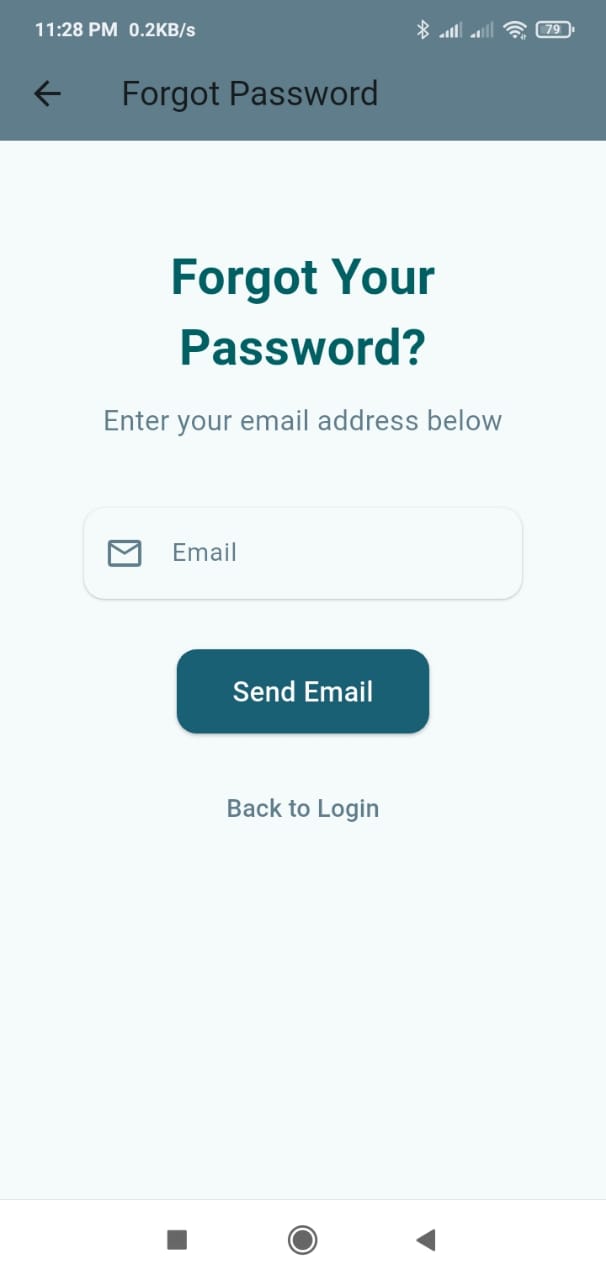 11:28 PM 0.2KB/s 79
Forgot Password
Forgot Your
Password?
Enter your email address below
Email
Send Email
Back to Login